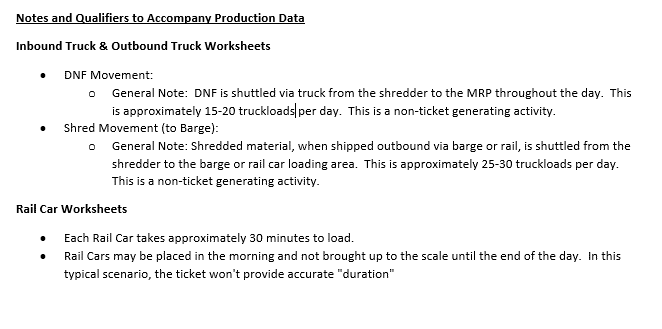 Notes and Qualifiers to Accompany Production Data
Inbound Truck & Outbound Truck Worksheets
• DNF Movement:
o General Note:  DNF is shuttled via truck from the shredder to the MRP throughout the day.  This
is approximately 15-20 truckloads per day.  This is a non-ticket generating activity.
• Shred Movement (to Barge):
o General Note: Shredded material, when shipped outbound via barge or rail, is shuttled from the
shredder to the barge or rail car loading area.  This is approximately 25-30 truckloads per day.
This is a non-ticket generating activity.
Rail Car Worksheets
• Each Rail Car takes approximately 30 minutes to load.
• Rail Cars may be placed in the morning and not brought up to the scale until the end of the day.  In this
typical scenario, the ticket won't provide accurate "duration"